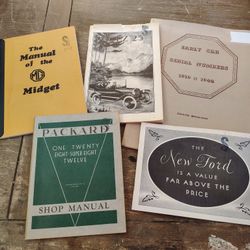 The
Manual
of the
MG
Midget
EARLY CAR
SERIAL NUMBERS
PACKARD
ONE TWENTY
EIGHT·SUPER EIGHT
TWELVE
SHOP MANUAL
The
New Ford
IS A VALUE
FAR ABOVE THE
PRICE